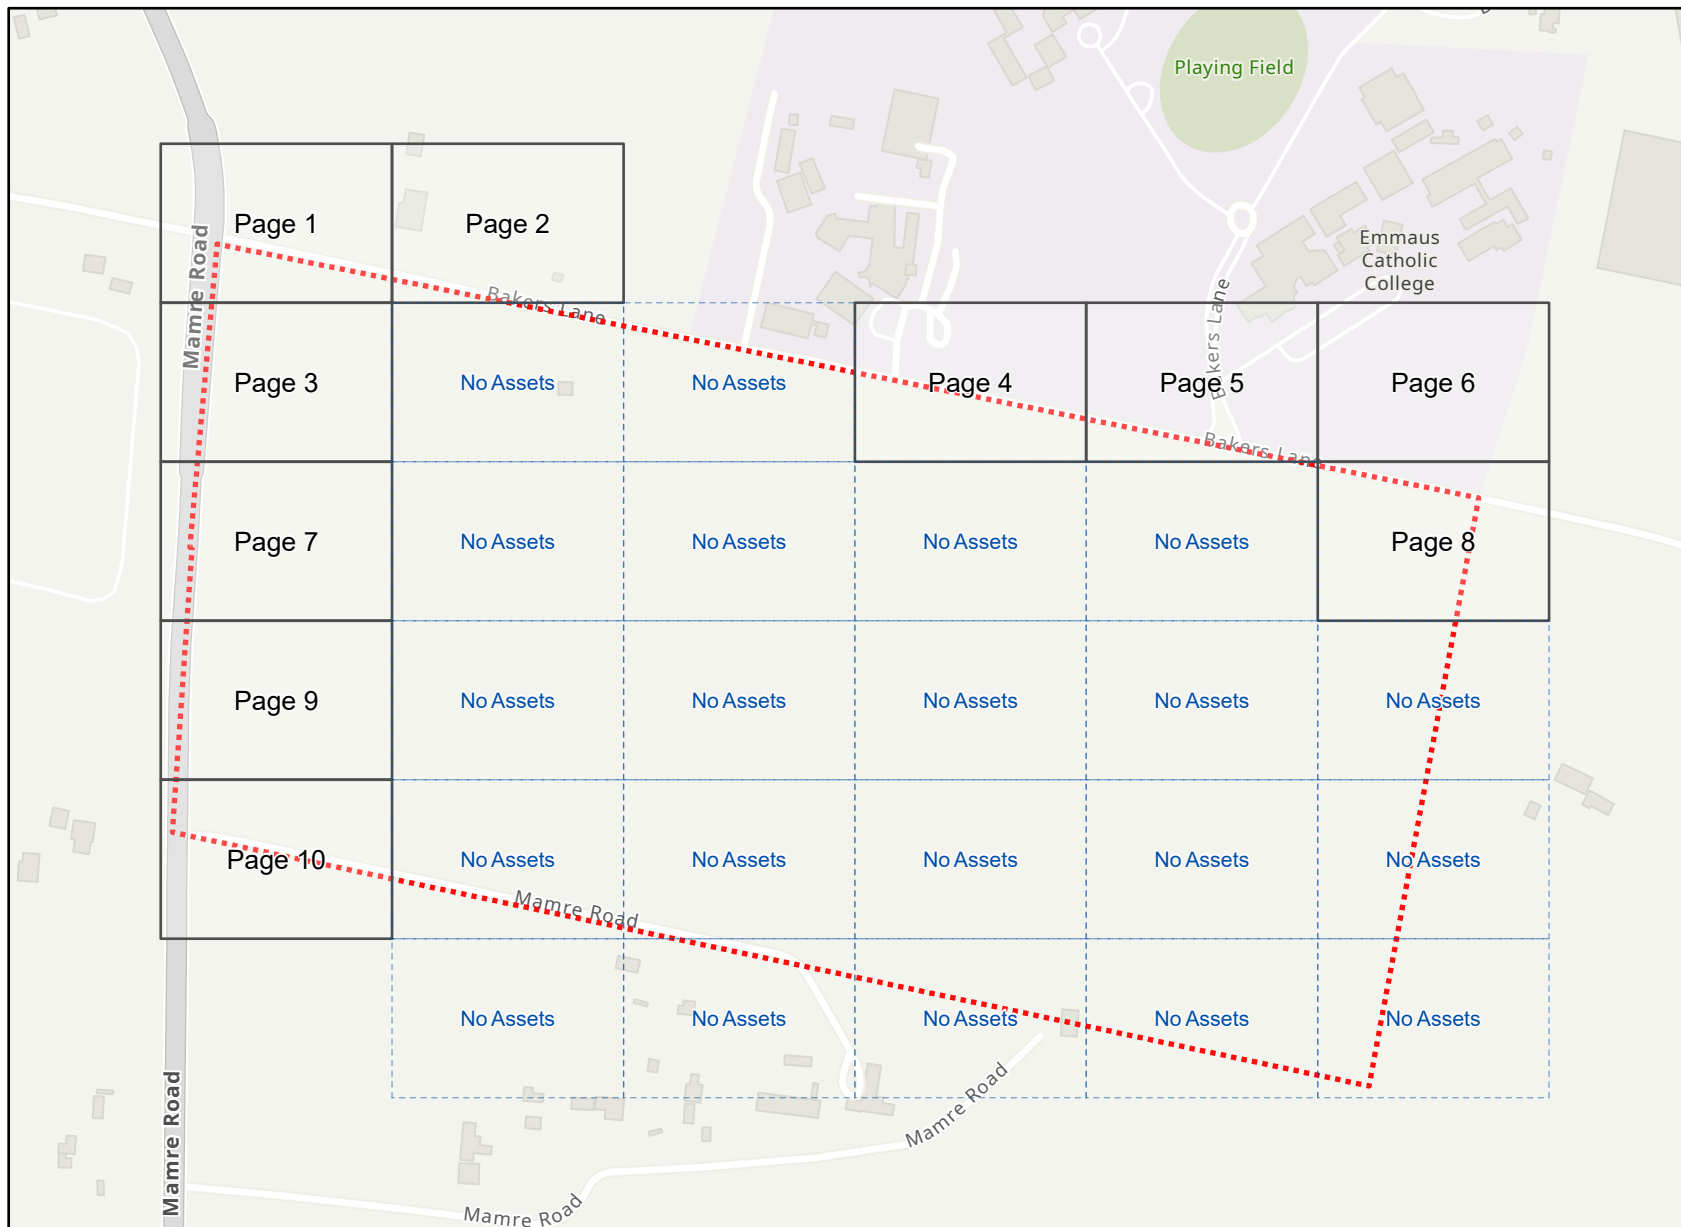 Playing Field
Page 1
Page 2
Mamre Road
Emmaus
Catholic
College
Bakers Lane
Bakers Lane
Page 3
No Assets
No Assets
Page 4
Page 5
Page 6
Bakers Lane
Page 7
No Assets
No Assets
No Assets
No Assets
Page 8
Page 9
No Assets
No Assets
No Assets
No Assets
No Assets
Page 10
No Assets
No Assets
No Assets
No Assets
No Assets
Mamre Road
No Assets
No Assets
No Assets
No Assets
No Assets
Mamre Road
Mamre Road
Mamre Road